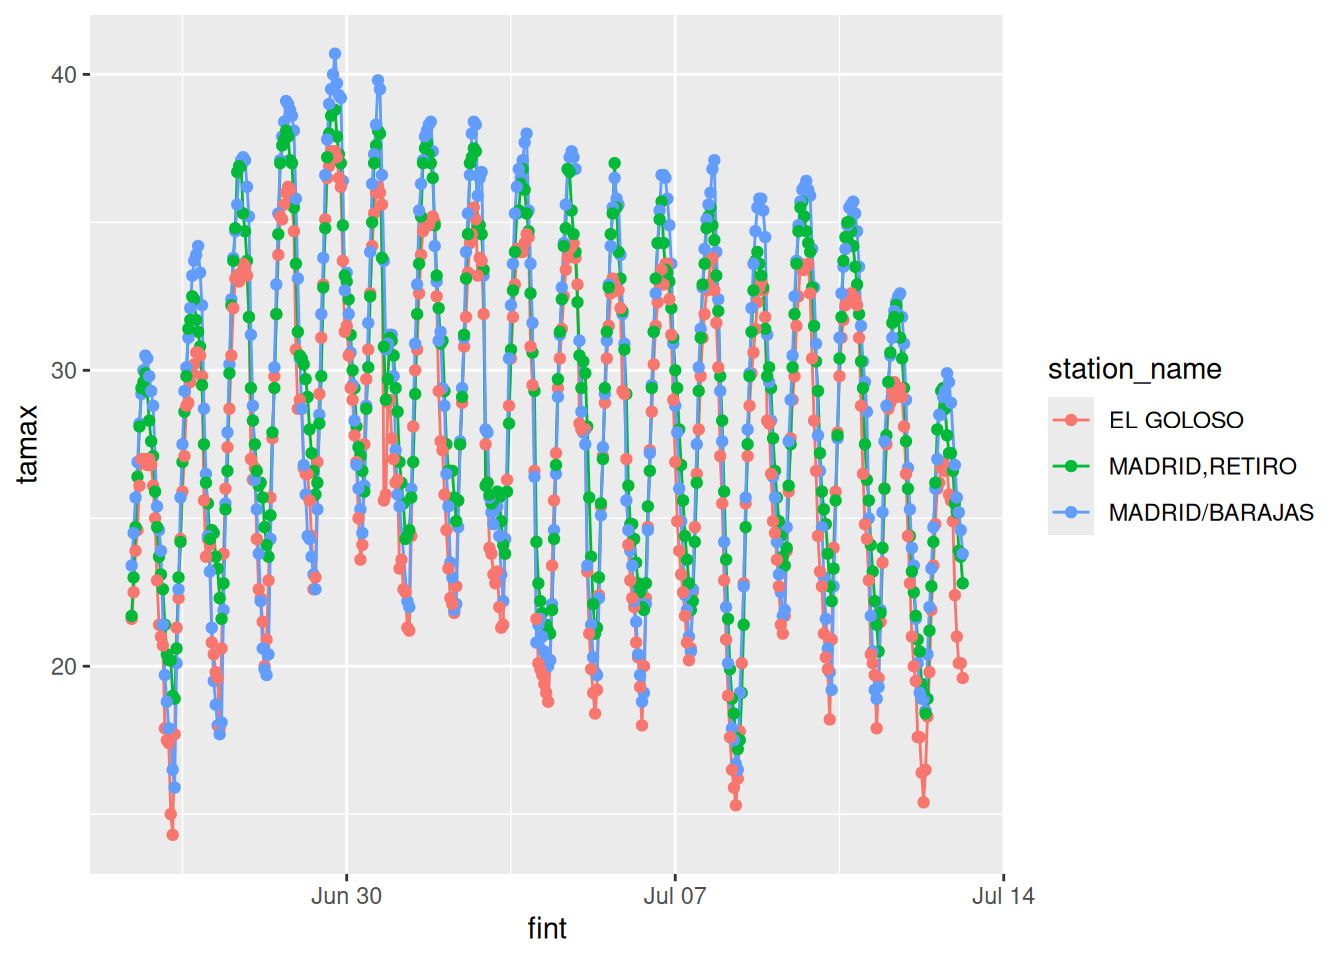 40
30
20
tamax
Jun 30
Jul 07
Jul 14
fint
station_name
EL GOLOSO
MADRID,RETIRO
MADRID/BARAJAS